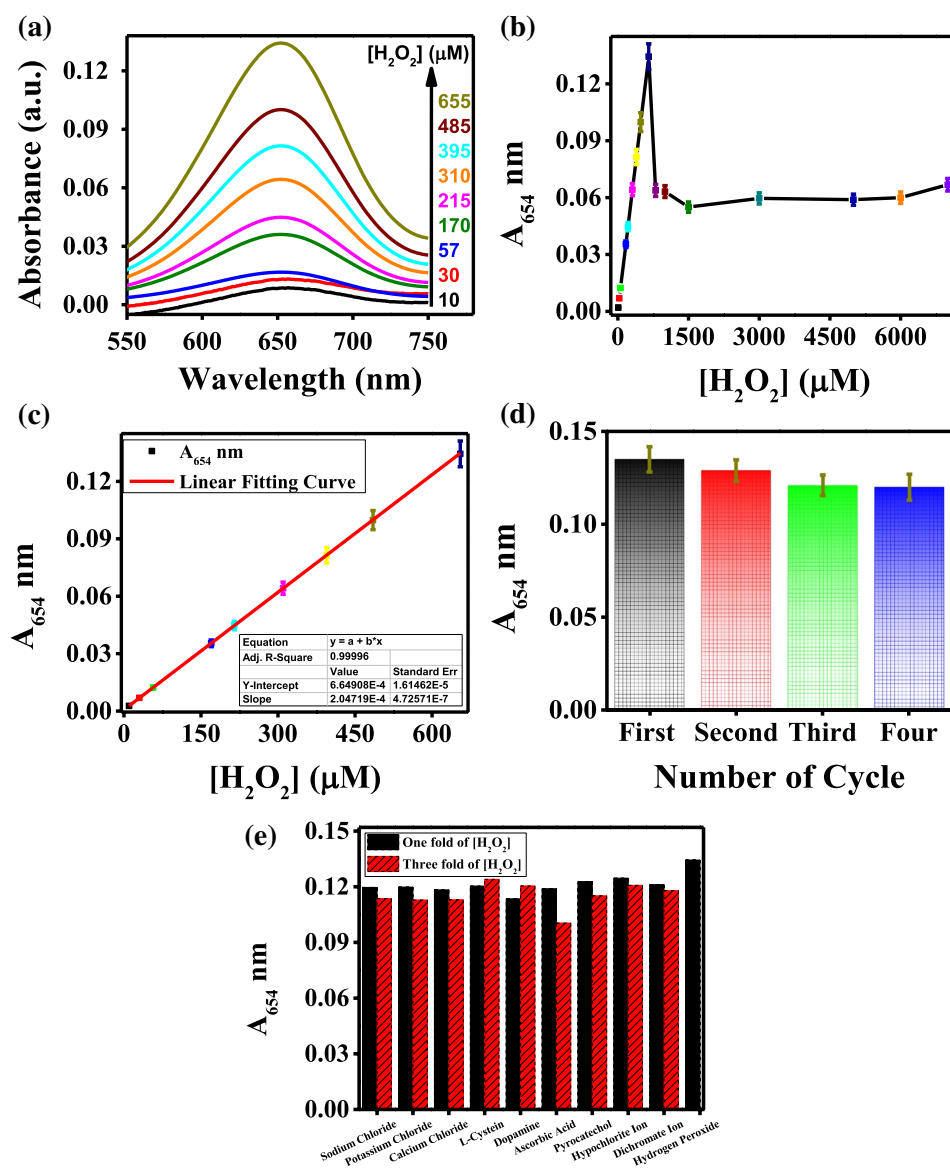 (a)
Absorbance (a.u.)
0.12
0.09
0.06
0.03
0.00
[H₂O₂] (μM)
655
485
395
310
215
170
57
30
10
550 600 650 700 750
Wavelength (nm)
(b)
A₆₅₄ nm
0.12
0.09
0.06
0.03
0.00
0 1500 3000 4500 6000
[H₂O₂] (μM)
(c)
A₆₅₄ nm
0.12
0.09
0.06
0.03
0.00
A₆₅₄ nm
Linear Fitting Curve
Equation y = a + b*x
Adj. R-Square 0.99996
Value Standard Err
Y-Intercept 6.64908E-4 1.61462E-5
Slope 2.04719E-4 4.72571E-7
0 150 300 450 600
[H₂O₂] (μM)
(d)
A₆₅₄ nm
0.15
0.10
0.05
0.00
First Second Third Four
Number of Cycle
(e)
A₆₅₄ nm
0.15
0.12
0.09
0.06
0.03
0.00
One fold of [H₂O₂]
Three fold of [H₂O₂]
Sodium Chloride
Potassium Chloride
Calcium Chloride
L-Cystein
Dopamine
Ascorbic Acid
Pyrocatechol
Hypochlorite Ion
Dichromate Ion
Hydrogen Peroxide